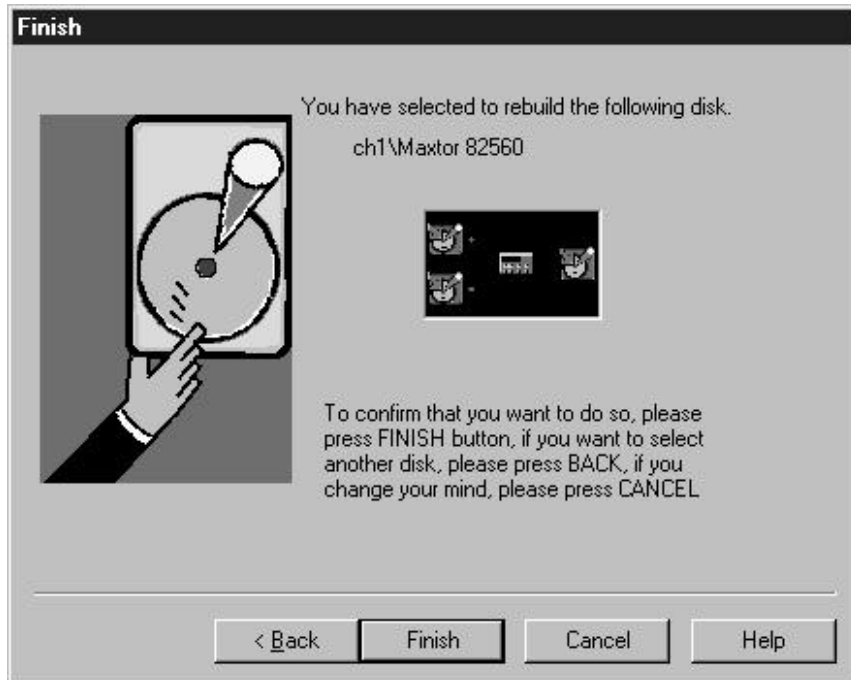 Finish
You have selected to rebuild the following disk.
ch1\Maxtor 82560
To confirm that you want to do so, please
press FINISH button, if you want to select
another disk, please press BACK, if you
change your mind, please press CANCEL
< Back Finish Cancel Help